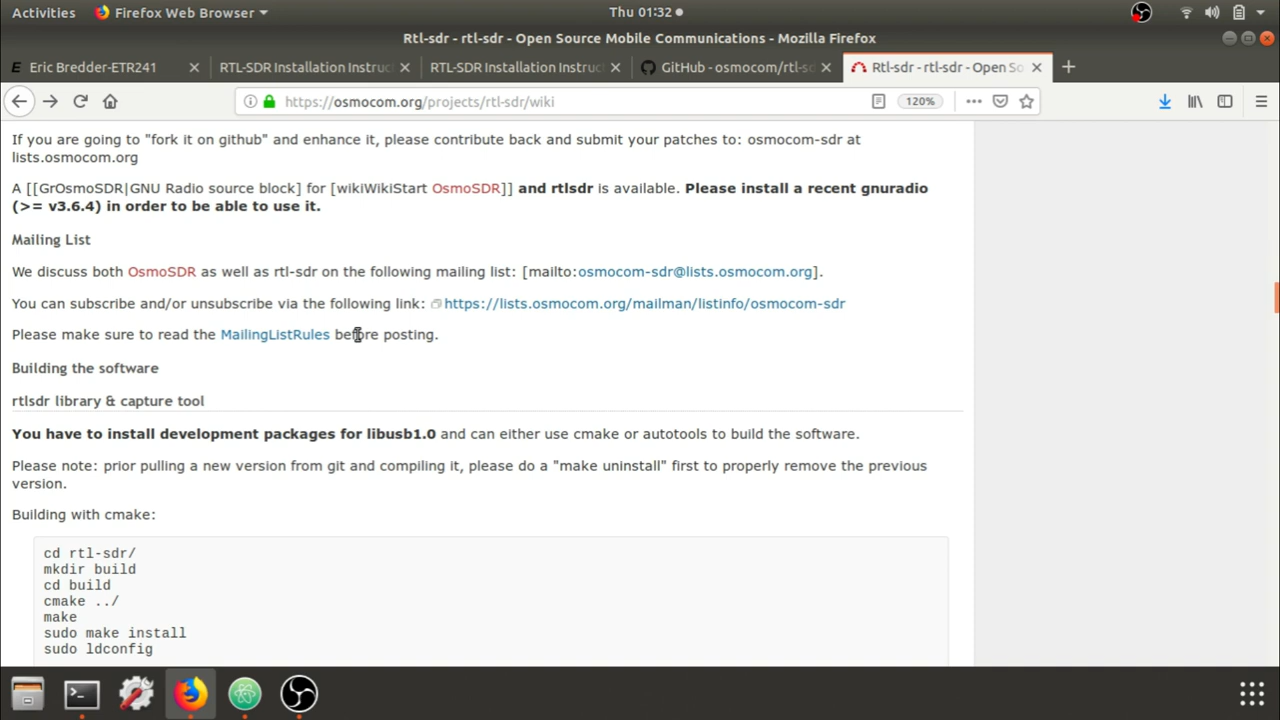 Activities Firefox Web Browser Thu 01:32
Rtl-sdr - rtl-sdr - Open Source Mobile Communications - Mozilla Firefox
Eric Bredder-ETR241 RTL-SDR Installation Instruc RTL-SDR Installation Instruc GitHub - osmocom/rtl-s Rtl-sdr - rtl-sdr - Open So
https://osmocom.org/projects/rtl-sdr/wiki 120%
If you are going to "fork it on github" and enhance it, please contribute back and submit your patches to: osmocom-sdr at
lists.osmocom.org
A [[GrOsmoSDR|GNU Radio source block] for [wikiWikiStart OsmoSDR]] and rtlsdr is available. Please install a recent gnuradio
(>= v3.6.4) in order to be able to use it.
Mailing List
We discuss both OsmoSDR as well as rtl-sdr on the following mailing list: [mailto:osmocom-sdr@lists.osmocom.org].
You can subscribe and/or unsubscribe via the following link: https://lists.osmocom.org/mailman/listinfo/osmocom-sdr
Please make sure to read the MailingListRules before posting.
Building the software
rtlsdr library & capture tool
You have to install development packages for libusb1.0 and can either use cmake or autotools to build the software.
Please note: prior pulling a new version from git and compiling it, please do a "make uninstall" first to properly remove the previous
version.
Building with cmake:
cd rtl-sdr/
mkdir build
cd build
cmake ../
make
sudo make install
sudo ldconfig